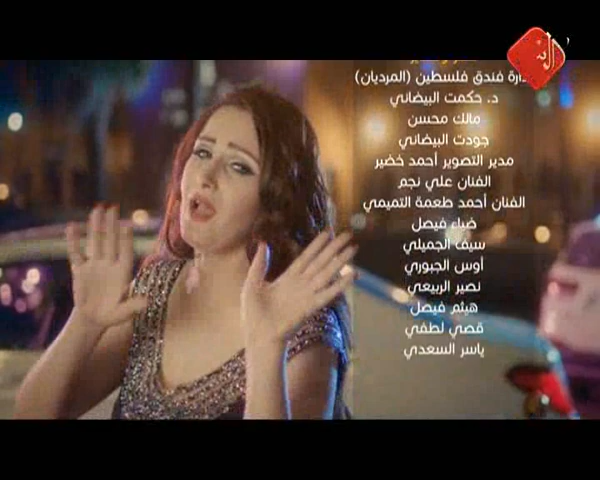 دارة فندق فلسطين (المرديان)
د. حكمت البيضاني
مالك محسن
جودت البيضاني
مدير التصوير أحمد خضير
الفنان علي نجم
الفنان أحمد طعمة التميمي
ضياء فيصل
سيف الجميلي
أوس الجبوري
نصير الربيعي
هيثم فيصل
قصي لطفي
ياسر السعدي